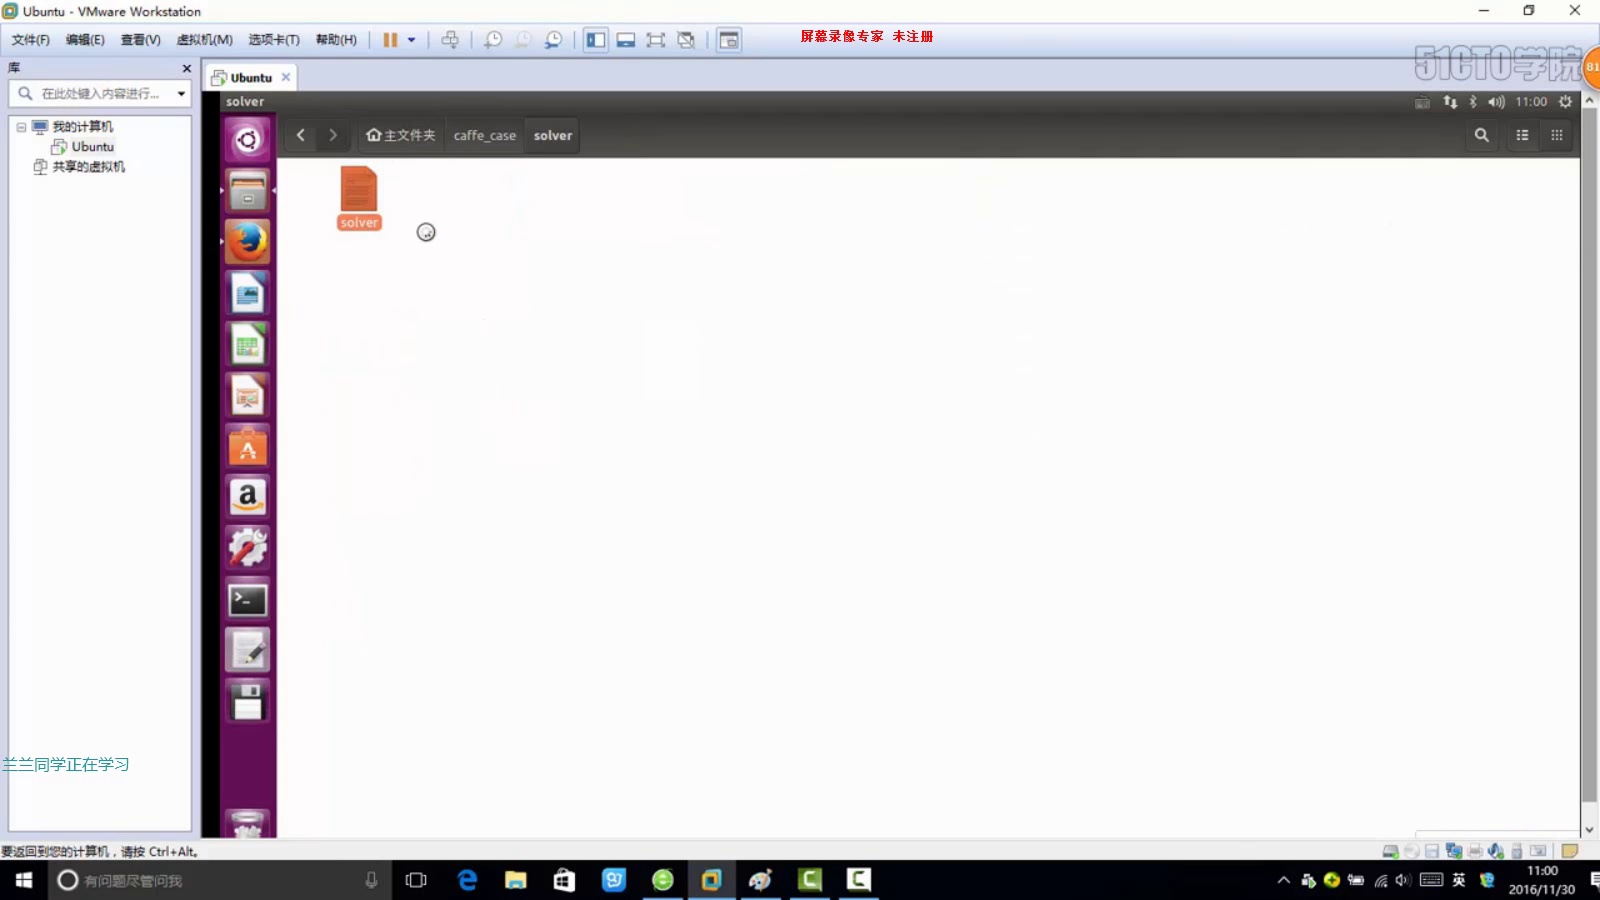 Ubuntu - VMware Workstation
文件(F) 编辑(E) 查看(V) 虚拟机(M) 选项卡(T) 帮助(H)
屏幕录像专家 未注册
51CTO学院
81
库
Ubuntu
在此处键入内容进行...
我的计算机
Ubuntu
共享的虚拟机
solver
11:00
主文件夹 caffe_case solver
solver
兰兰同学正在学习
要返回到您的计算机，请按 Ctrl+Alt。
有问题尽管问我
英
11:00
2016/11/30